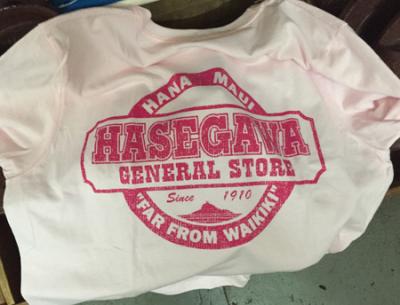 HANA MAUI
HASEGAWA
GENERAL STORE
Since 1910
"FAR FROM WAIKIKI"